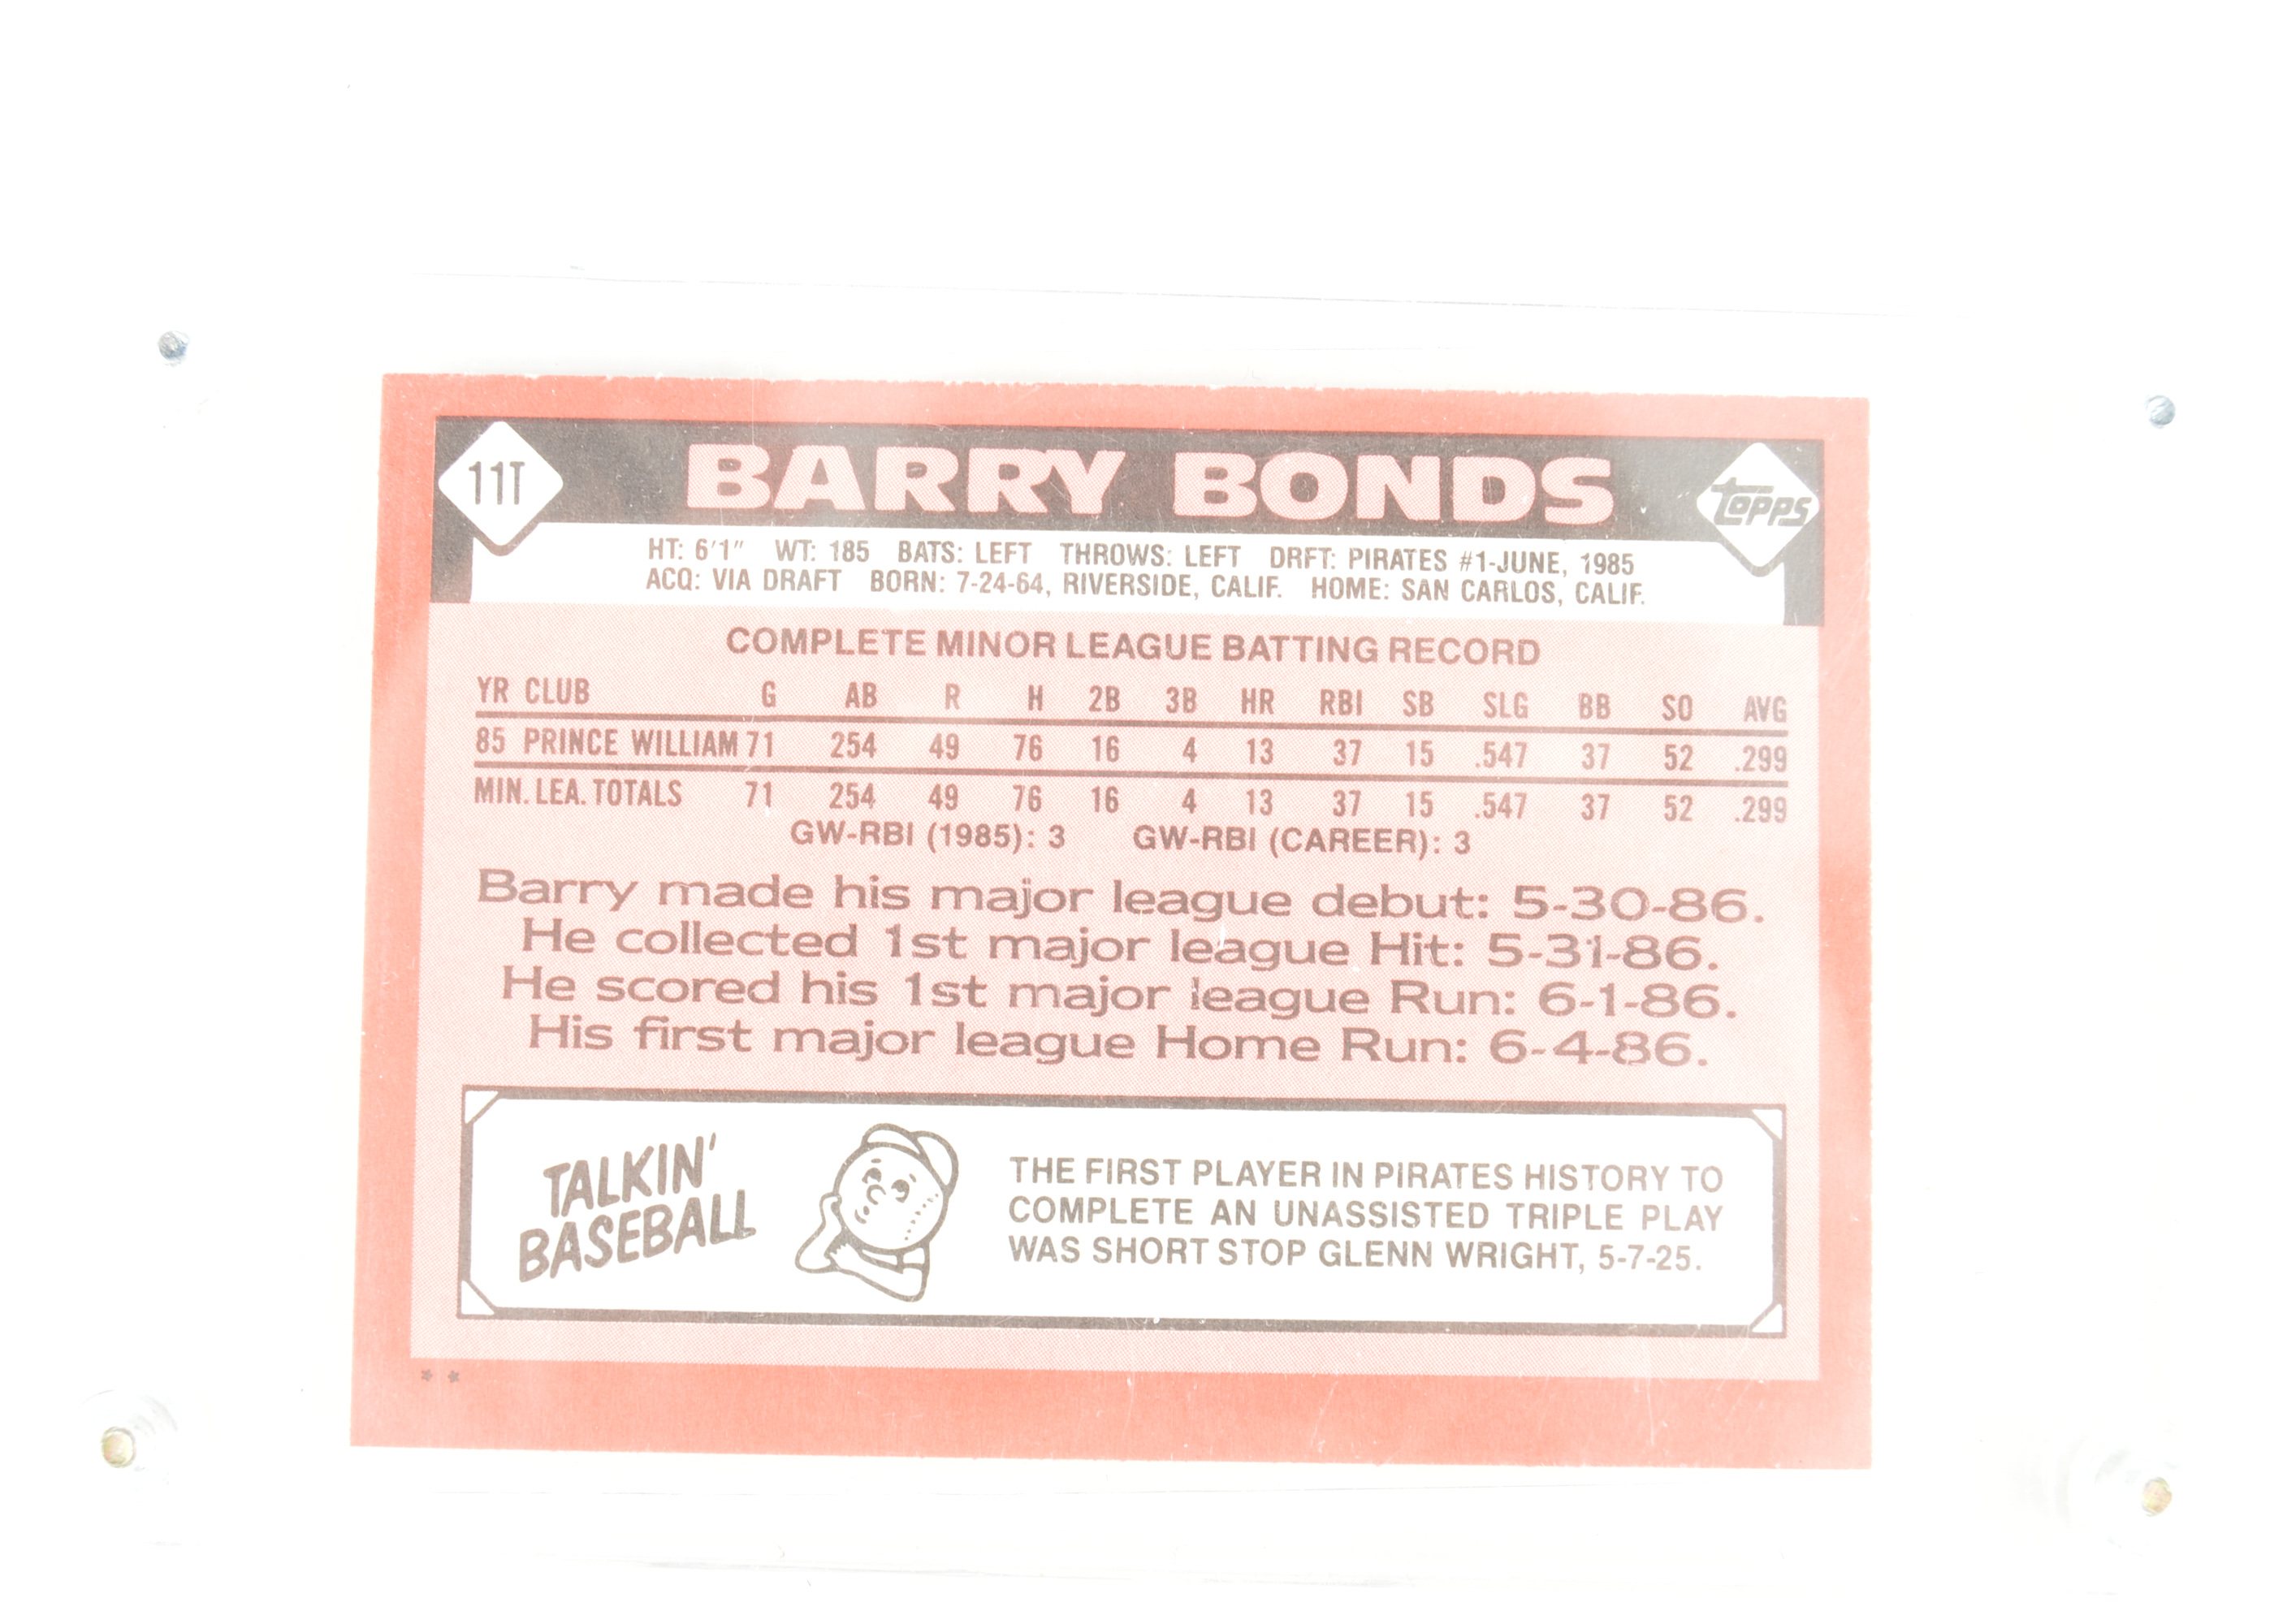 11T BARRY BONDS topps
HT: 6'1" WT: 185 BATS: LEFT THROWS: LEFT DRFT: PIRATES #1-JUNE, 1985
ACQ: VIA DRAFT BORN: 7-24-64, RIVERSIDE, CALIF. HOME: SAN CARLOS, CALIF.
COMPLETE MINOR LEAGUE BATTING RECORD
YR CLUB G AB R H 2B 3B HR RBI SB SLG BB SO AVG
85 PRINCE WILLIAM 71 254 49 76 16 4 13 37 15 .547 37 52 .299
MIN. LEA. TOTALS 71 254 49 76 16 4 13 37 15 .547 37 52 .299
GW-RBI (1985): 3 GW-RBI (CAREER): 3
Barry made his major league debut: 5-30-86.
He collected 1st major league Hit: 5-31-86.
He scored his 1st major league Run: 6-1-86.
His first major league Home Run: 6-4-86.
TALKIN'
BASEBALL
THE FIRST PLAYER IN PIRATES HISTORY TO
COMPLETE AN UNASSISTED TRIPLE PLAY
WAS SHORT STOP GLENN WRIGHT, 5-7-25.
**